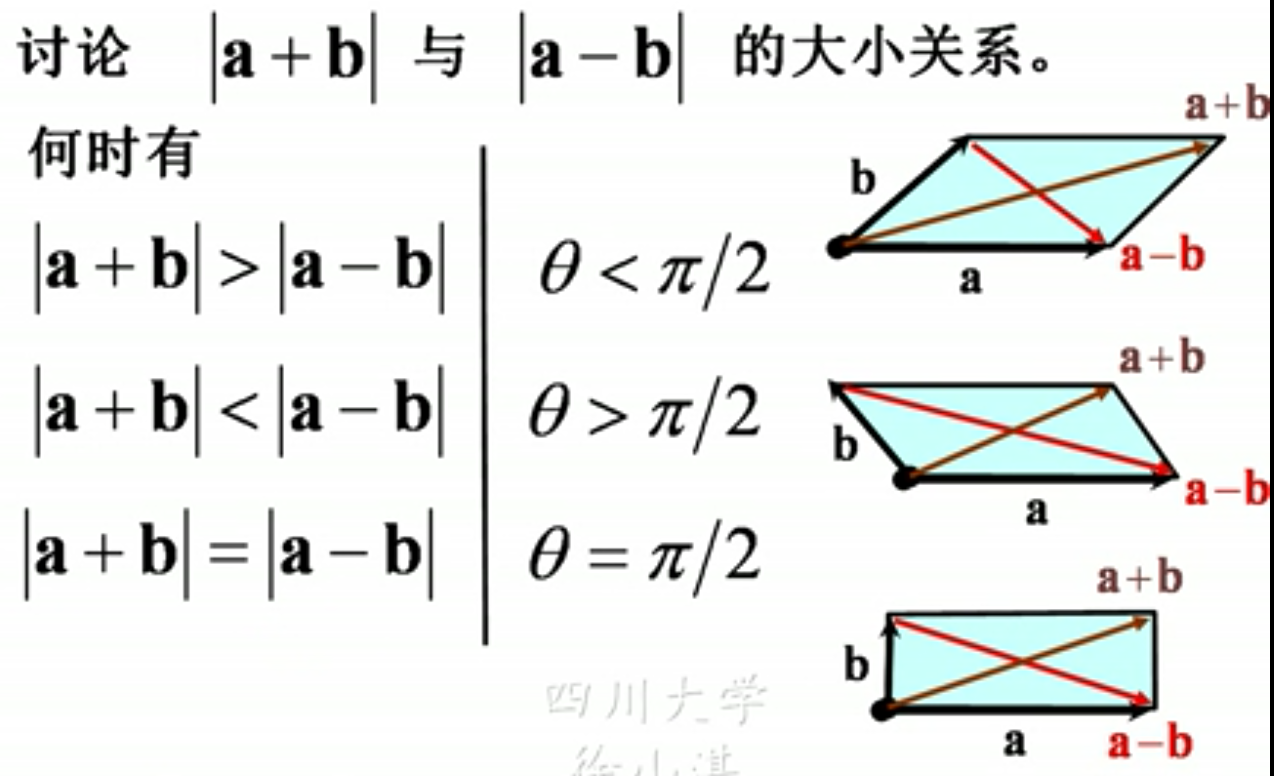 讨论 |a + b| 与 |a − b| 的大小关系。
何时有
|a + b| > |a − b| θ < π/2
|a + b| < |a − b| θ > π/2
|a + b| = |a − b| θ = π/2
a+b
b
a−b
a
a+b
b
a−b
a
a+b
b
a a−b
四川大学